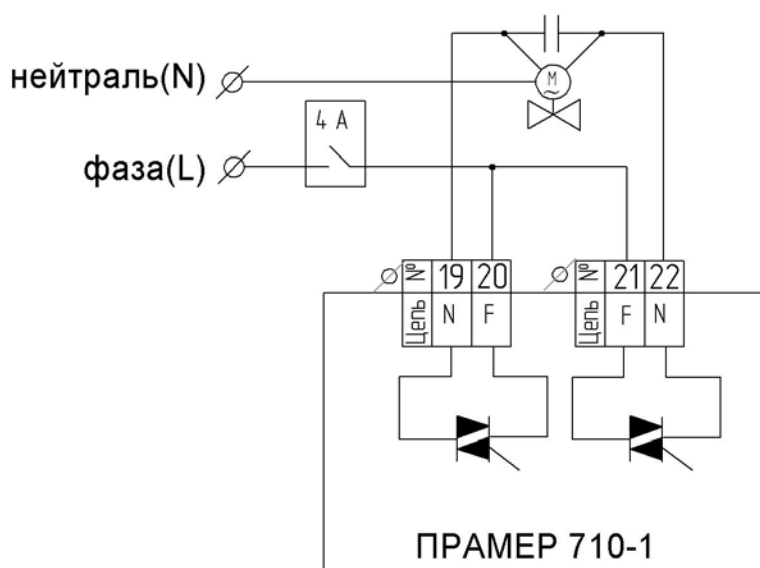 нейтраль(N)
М
~
4 А
фаза(L)
Цепь № 19 20
N F
Цепь № 21 22
F N
ПРАМЕР 710-1